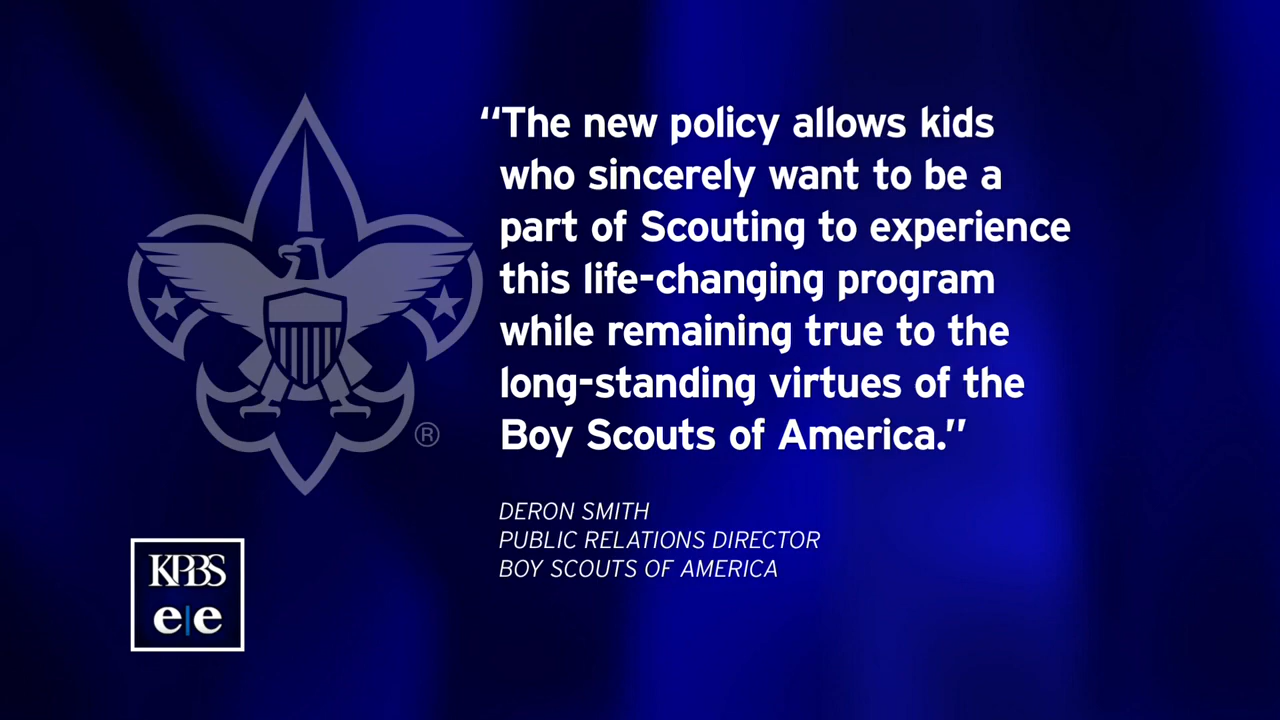 “The new policy allows kids
who sincerely want to be a
part of Scouting to experience
this life-changing program
while remaining true to the
long-standing virtues of the
Boy Scouts of America.”
DERON SMITH
PUBLIC RELATIONS DIRECTOR
BOY SCOUTS OF AMERICA
®
KPBS
e|e